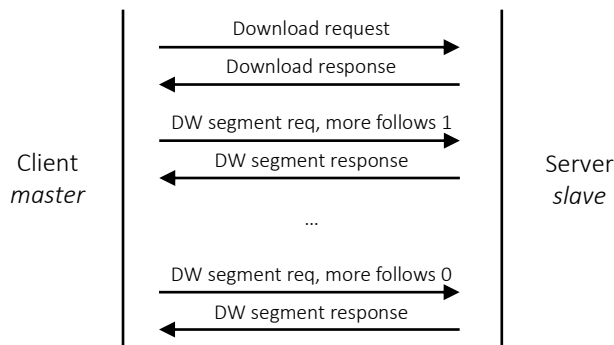 Download request
Download response
DW segment req, more follows 1
Client
master
DW segment response
Server
slave
...
DW segment req, more follows 0
DW segment response